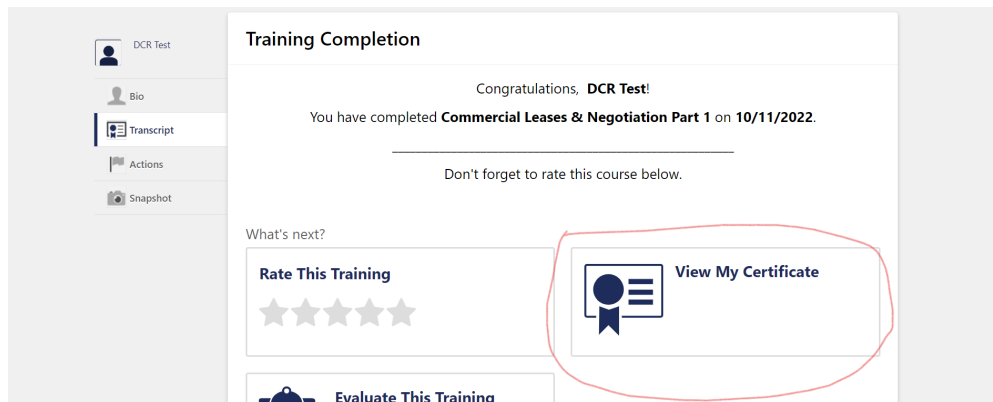 DCR Test
Bio
Transcript
Actions
Snapshot
Training Completion
Congratulations, DCR Test!
You have completed Commercial Leases & Negotiation Part 1 on 10/11/2022.
Don't forget to rate this course below.
What's next?
Rate This Training
View My Certificate
Evaluate This Training